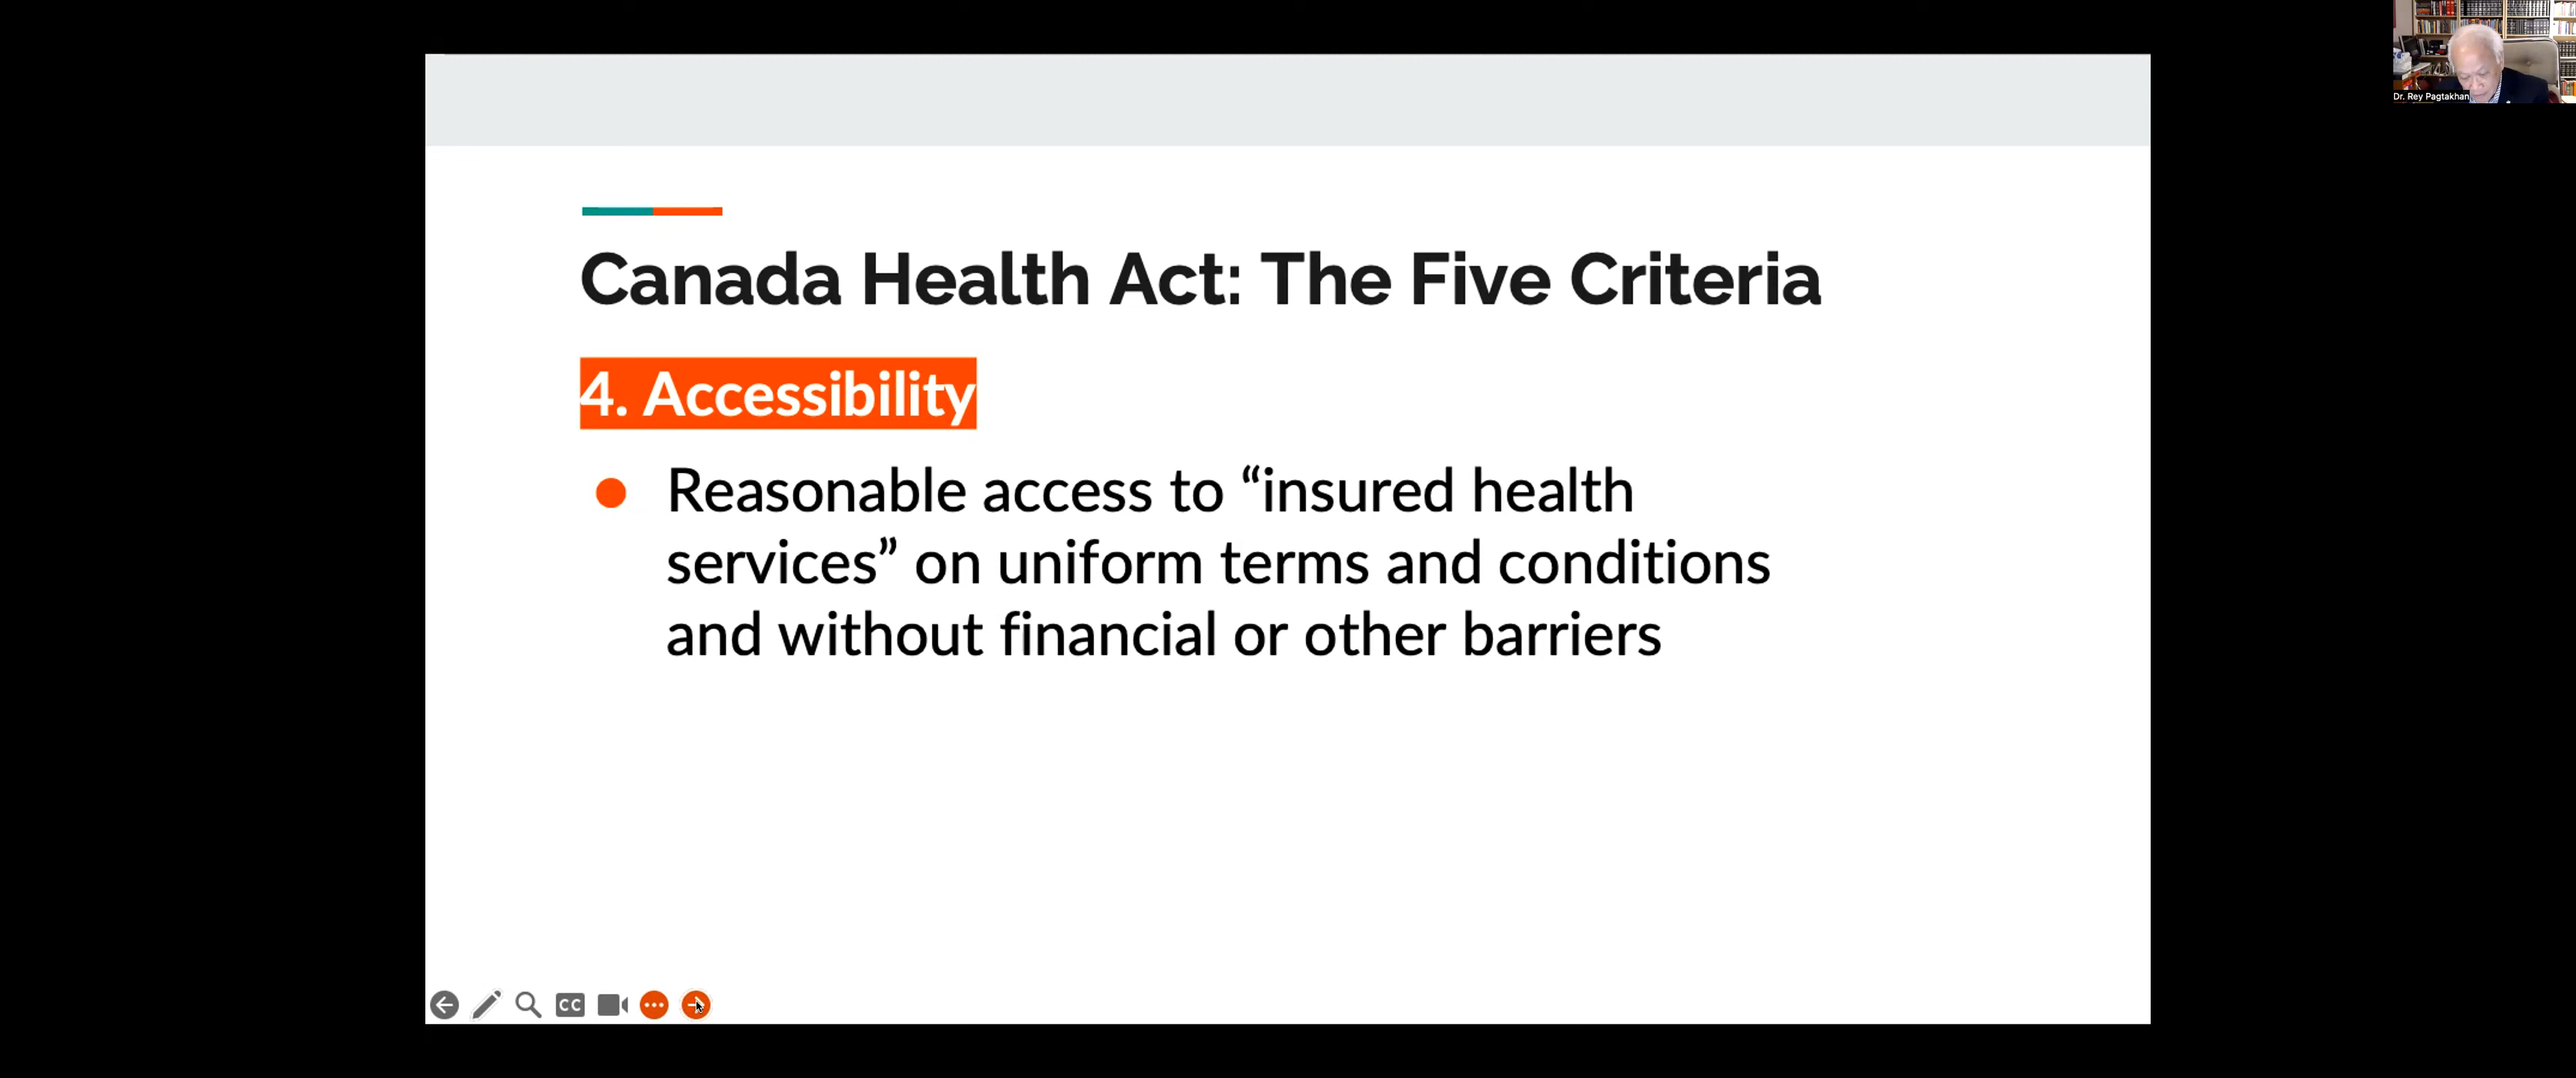 Canada Health Act: The Five Criteria
4. Accessibility
● Reasonable access to “insured health
services” on uniform terms and conditions
and without financial or other barriers
CC
Dr. Rey Pagtakhan